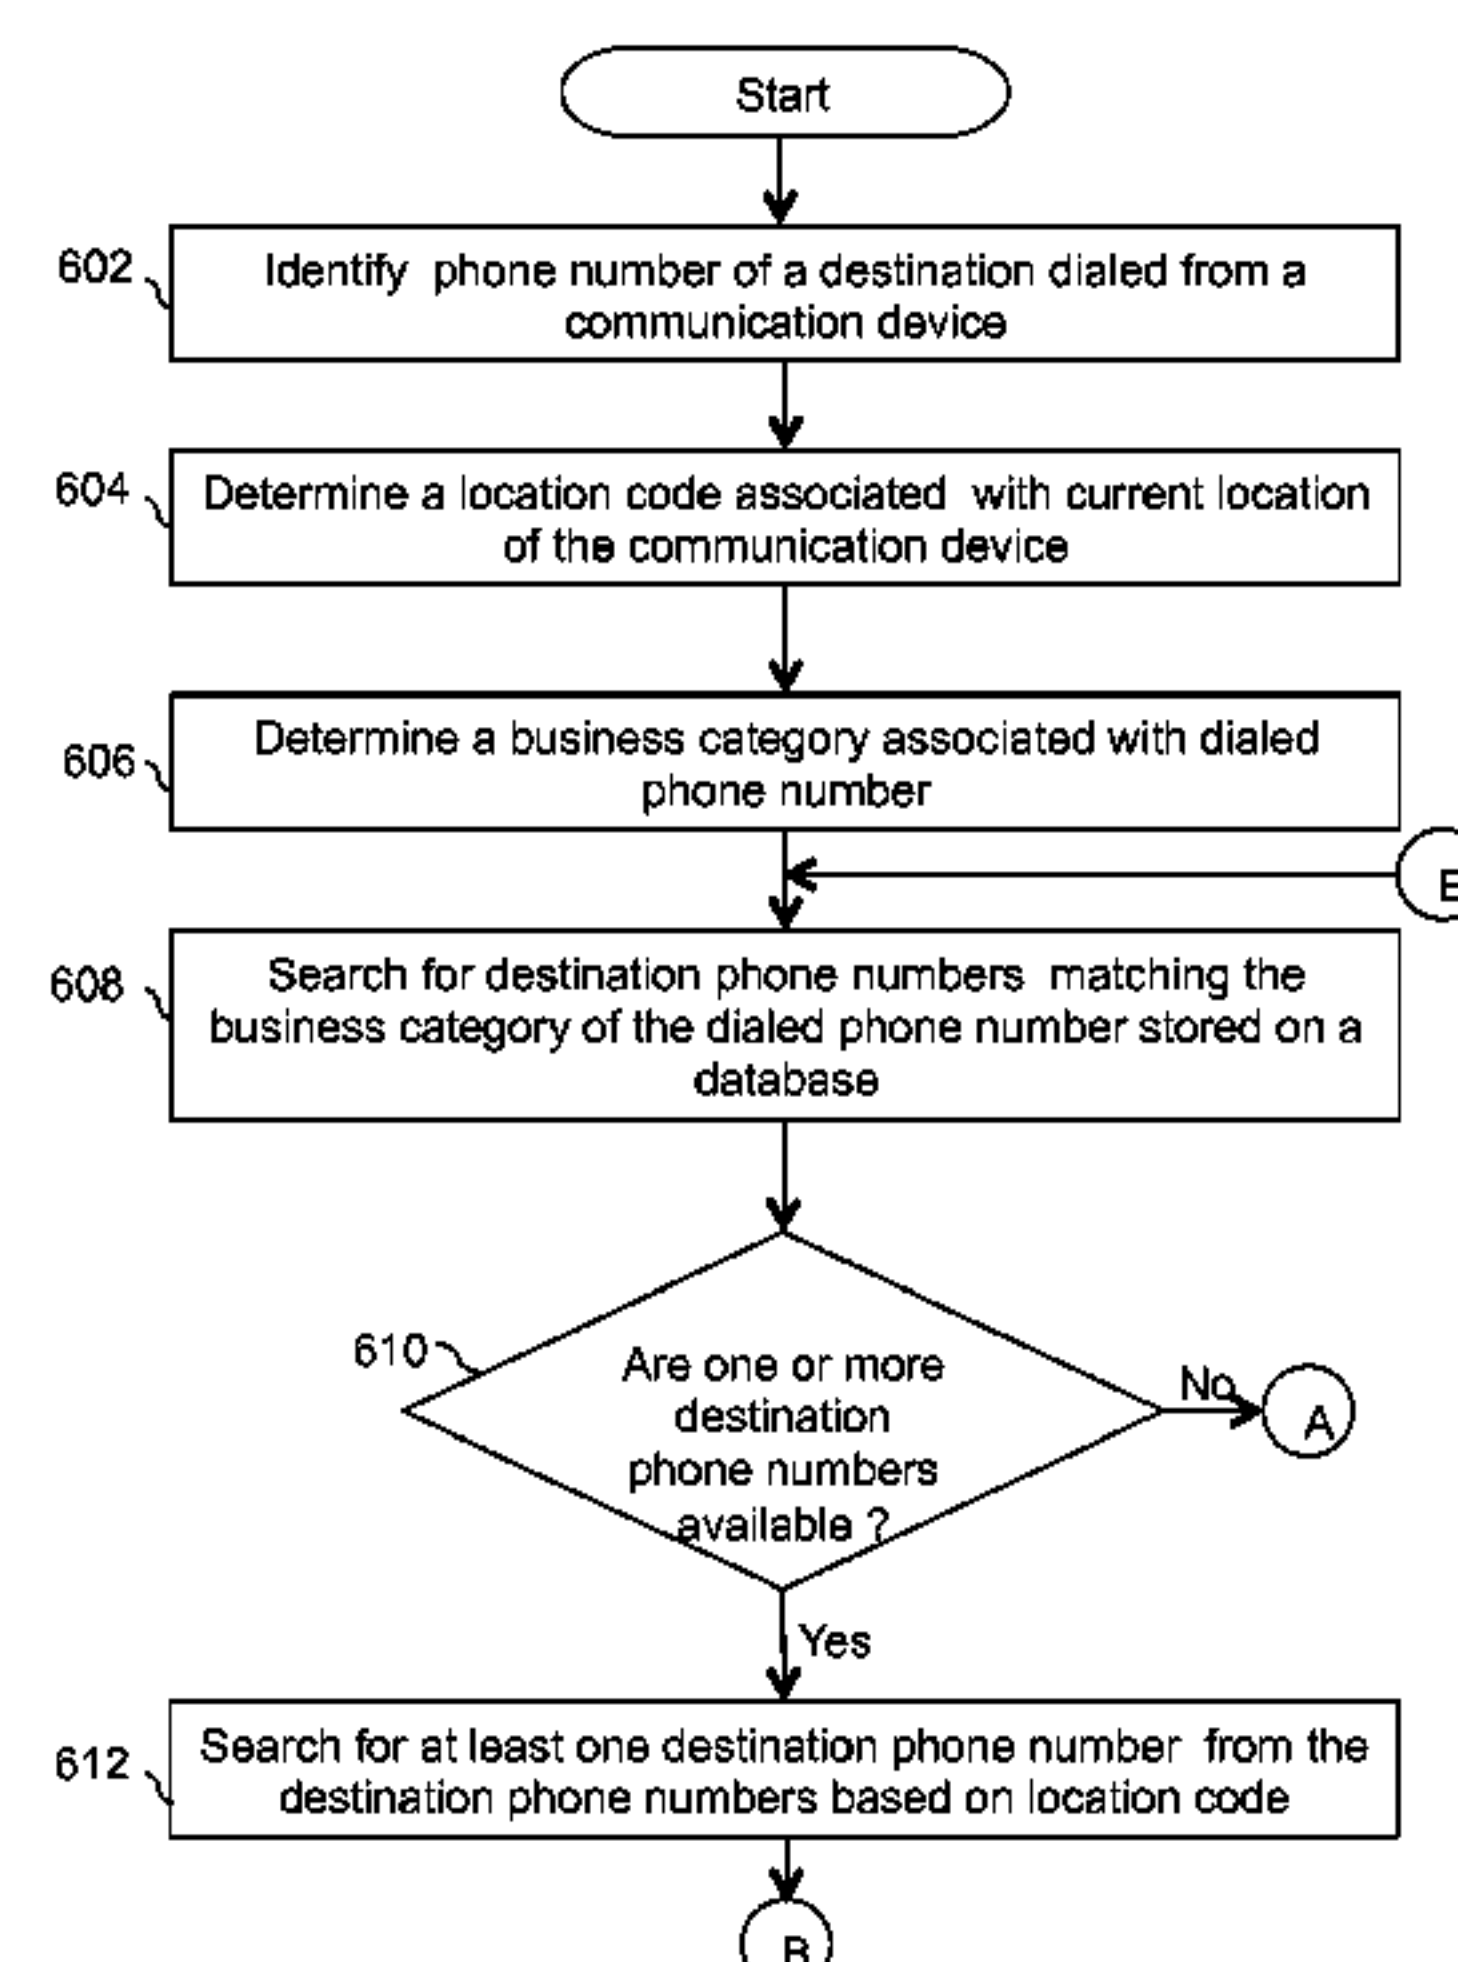 Start
602
Identify phone number of a destination dialed from a
communication device
604
Determine a location code associated with current location
of the communication device
606
Determine a business category associated with dialed
phone number
608
Search for destination phone numbers matching the
business category of the dialed phone number stored on a
database
610
Are one or more
destination
phone numbers
available ?
No
A
Yes
612
Search for at least one destination phone number from the
destination phone numbers based on location code
B